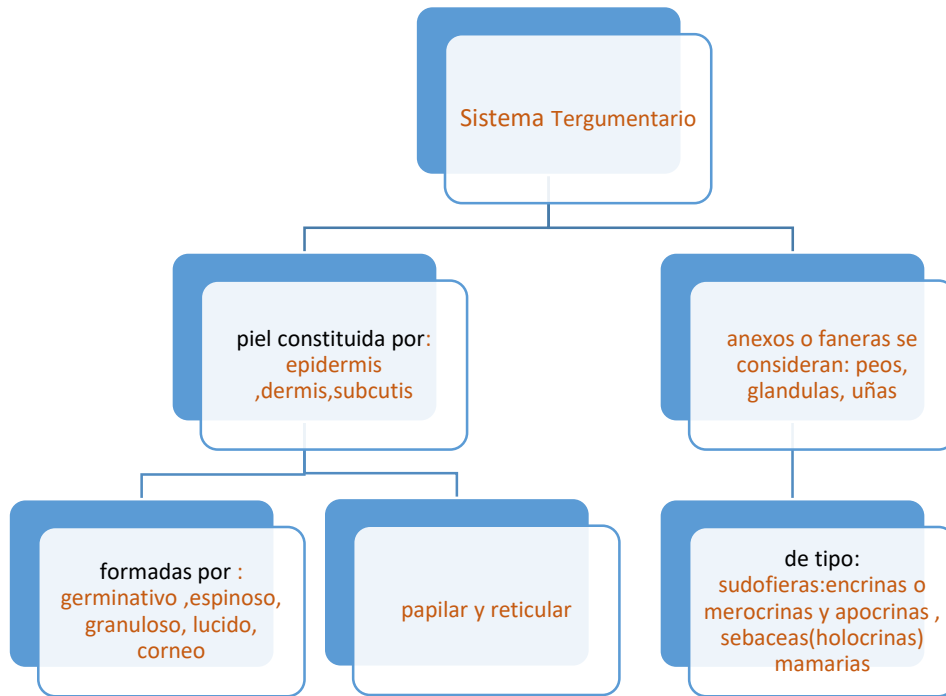 Sistema Tergumentario
piel constituida por:
epidermis
,dermis,subcutis
anexos o faneras se
consideran: peos,
glandulas, uñas
formadas por :
germinativo ,espinoso,
granuloso, lucido,
corneo
papilar y reticular
de tipo:
sudofieras:encrinas o
merocrinas y apocrinas ,
sebaceas(holocrinas)
mamarias